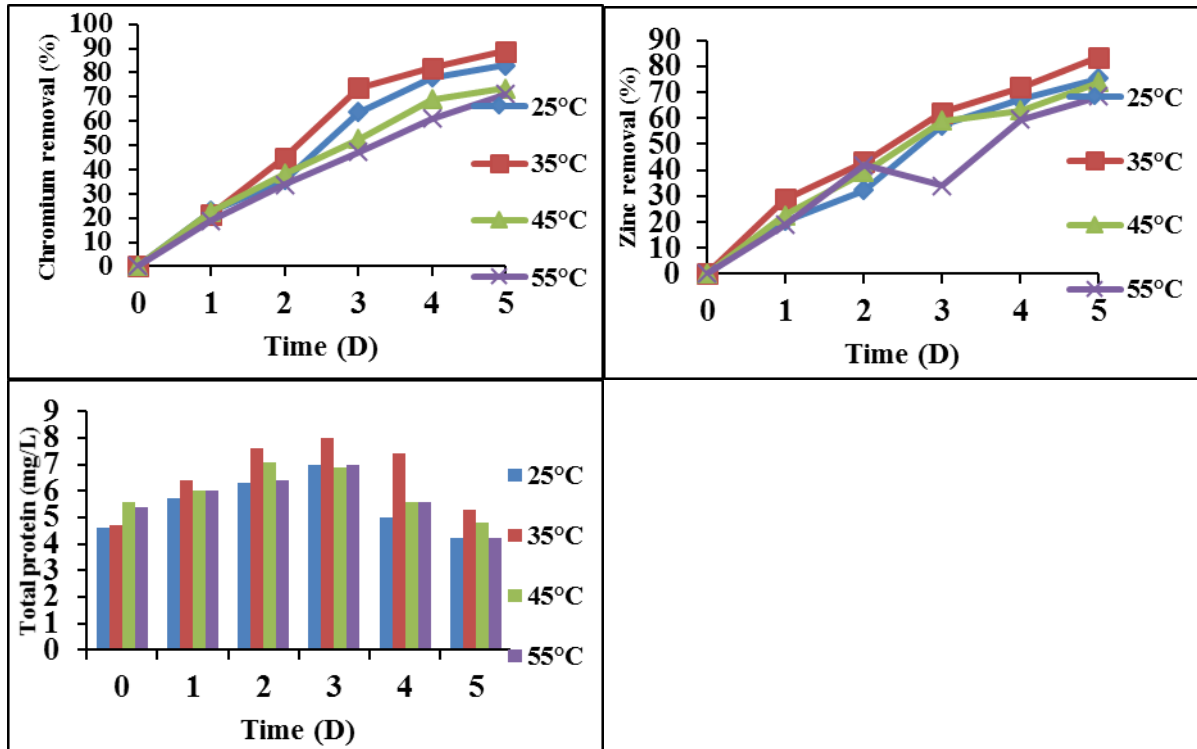 Chromium removal (%)
100
90
80
70
60
50
40
30
20
10
0
0 1 2 3 4 5
Time (D)
25°C
35°C
45°C
55°C
Zinc removal (%)
90
80
70
60
50
40
30
20
10
0
0 1 2 3 4 5
Time (D)
25°C
35°C
45°C
55°C
Total protein (mg/L)
9
8
7
6
5
4
3
2
1
0
0 1 2 3 4 5
Time (D)
25°C
35°C
45°C
55°C